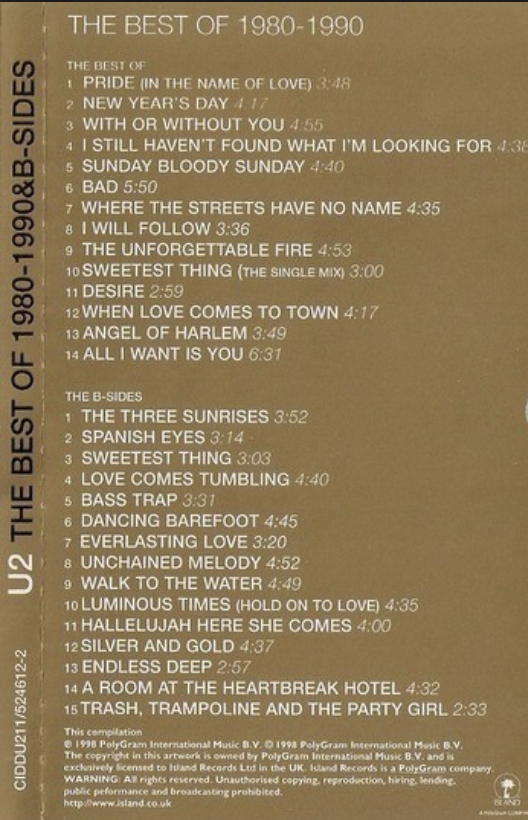 THE BEST OF 1980-1990
THE BEST OF
1 PRIDE (IN THE NAME OF LOVE) 3:48
2 NEW YEAR'S DAY 4:17
3 WITH OR WITHOUT YOU 4:55
4 I STILL HAVEN'T FOUND WHAT I'M LOOKING FOR 4:38
5 SUNDAY BLOODY SUNDAY 4:40
6 BAD 5:50
7 WHERE THE STREETS HAVE NO NAME 4:35
8 I WILL FOLLOW 3:36
9 THE UNFORGETTABLE FIRE 4:53
10 SWEETEST THING (THE SINGLE MIX) 3:00
11 DESIRE 2:59
12 WHEN LOVE COMES TO TOWN 4:17
13 ANGEL OF HARLEM 3:49
14 ALL I WANT IS YOU 6:31
THE B-SIDES
1 THE THREE SUNRISES 3:52
2 SPANISH EYES 3:14
3 SWEETEST THING 3:03
4 LOVE COMES TUMBLING 4:40
5 BASS TRAP 3:31
6 DANCING BAREFOOT 4:45
7 EVERLASTING LOVE 3:20
8 UNCHAINED MELODY 4:52
9 WALK TO THE WATER 4:49
10 LUMINOUS TIMES (HOLD ON TO LOVE) 4:35
11 HALLELUJAH HERE SHE COMES 4:00
12 SILVER AND GOLD 4:37
13 ENDLESS DEEP 2:57
14 A ROOM AT THE HEARTBREAK HOTEL 4:32
15 TRASH, TRAMPOLINE AND THE PARTY GIRL 2:33
This compilation
℗ 1998 PolyGram International Music B.V. © 1998 PolyGram International Music B.V.
The copyright in this artwork is owned by PolyGram International Music B.V. and is
exclusively licensed to Island Records Ltd in the UK. Island Records is a PolyGram company.
WARNING: All rights reserved. Unauthorised copying, reproduction, hiring, lending,
public peformance and broadcasting prohibited.
http://www.island.co.uk
ISLAND
A PolyGram COMPANY
U2 THE BEST OF 1980-1990&B-SIDES
CIDDU211/524612-2